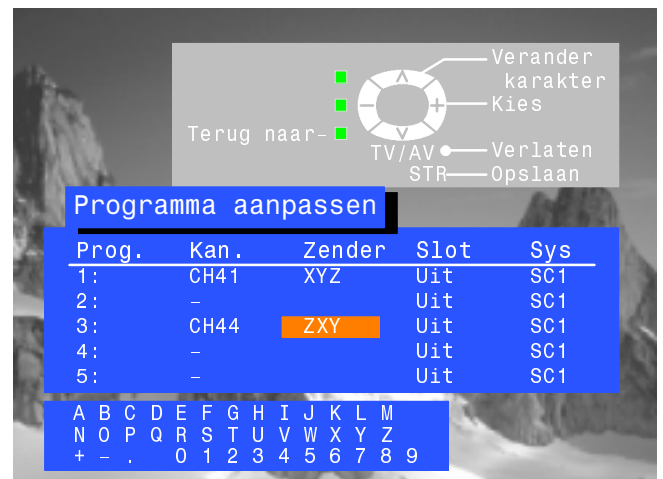 Verander
karakter
Kies
Terug naar-
TV/AV
Verlaten
STR
Opslaan
Programma aanpassen
Prog. Kan. Zender Slot Sys
1: CH41 XYZ Uit SC1
2: – Uit SC1
3: CH44 ZXY Uit SC1
4: – Uit SC1
5: – Uit SC1
A B C D E F G H I J K L M
N O P Q R S T U V W X Y Z
+ – . 0 1 2 3 4 5 6 7 8 9